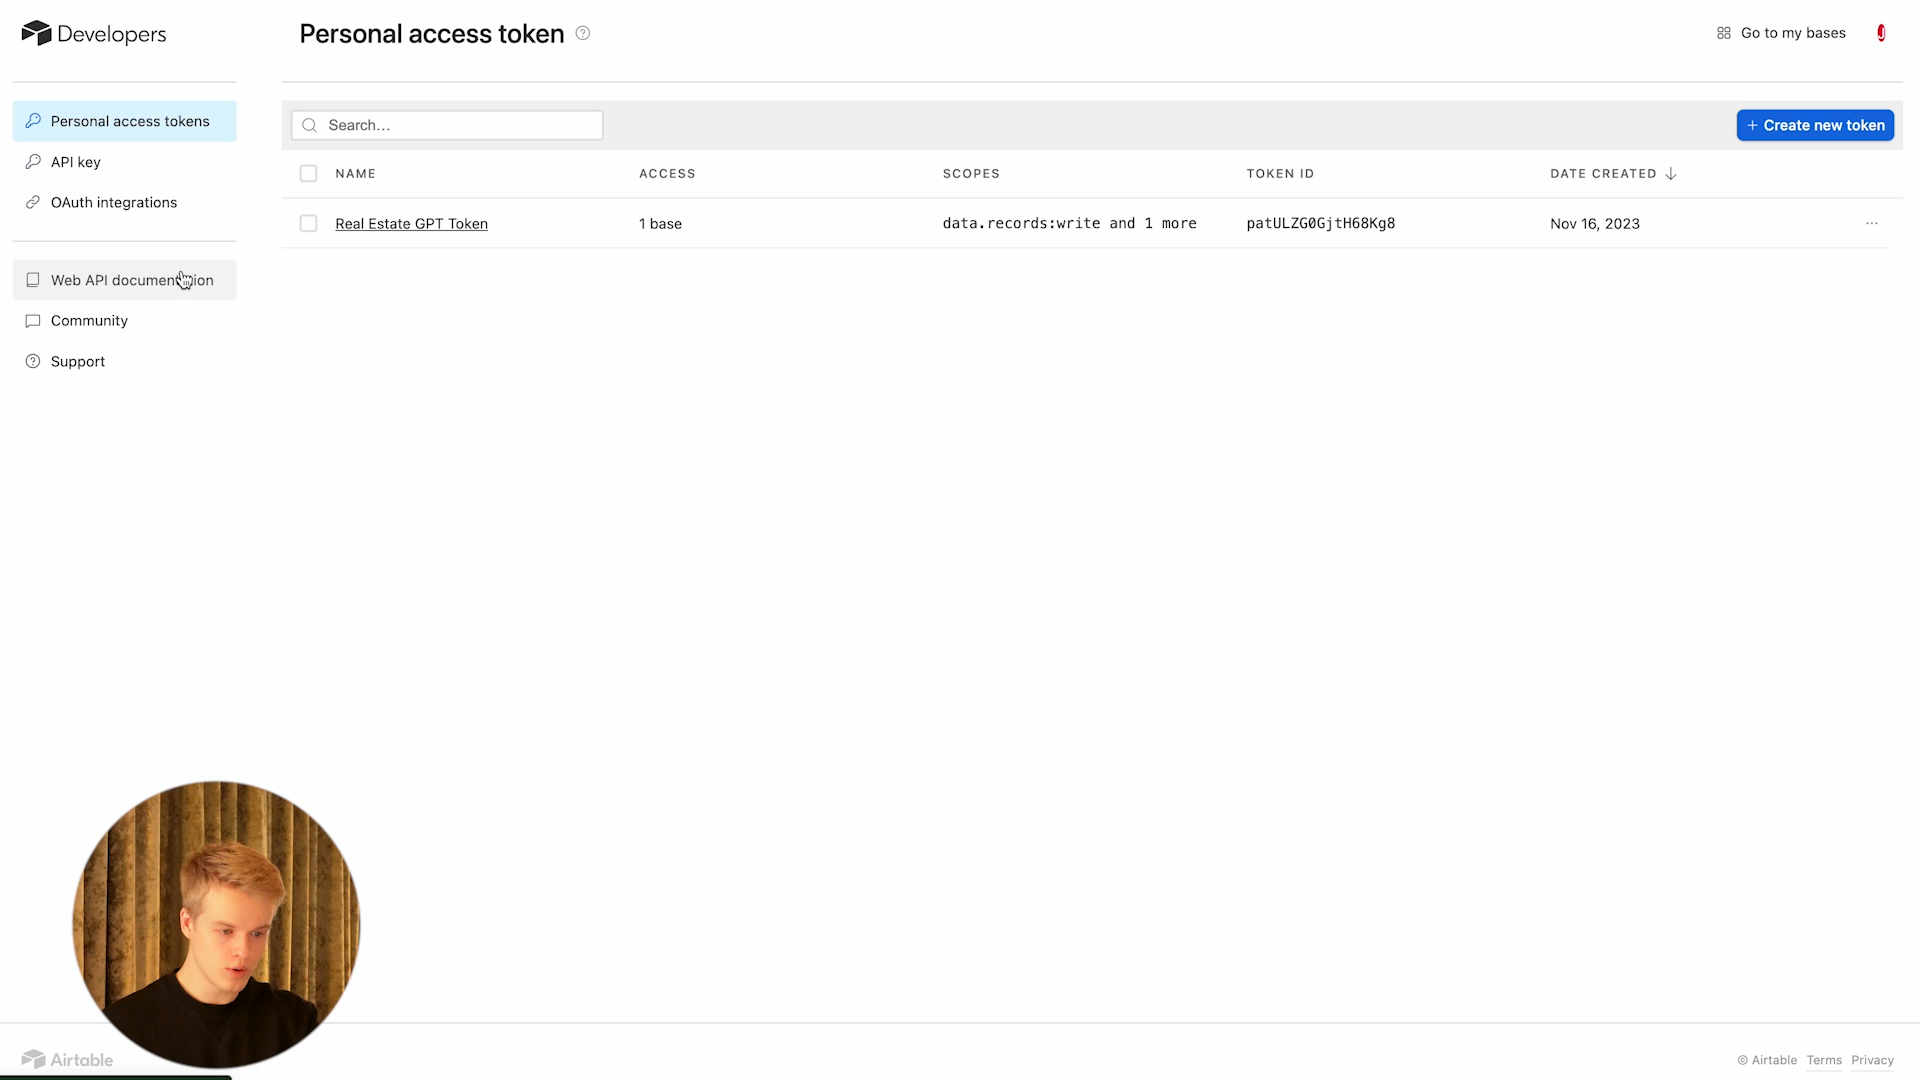 Developers
Personal access token
Go to my bases
Personal access tokens
API key
OAuth integrations
Web API documen ion
Community
Support
Search...
+ Create new token
NAME ACCESS SCOPES TOKEN ID DATE CREATED
Real Estate GPT Token 1 base data.records:write and 1 more patULZG0GjtH68Kg8 Nov 16, 2023
Airtable
© Airtable Terms Privacy